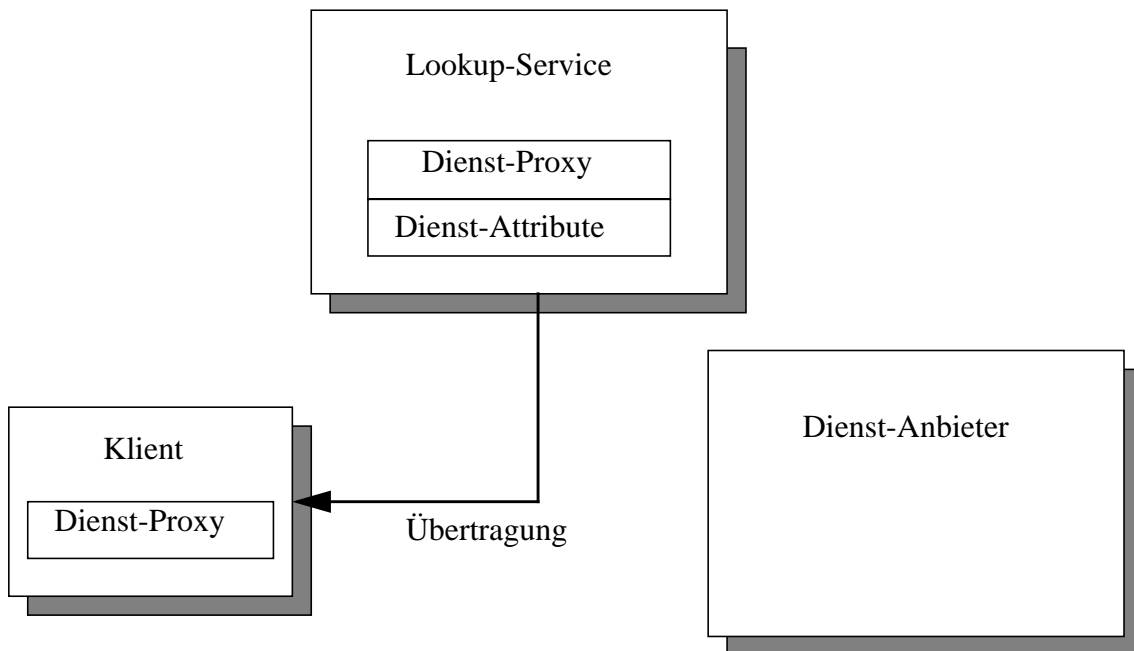 Lookup-Service
Dienst-Proxy
Dienst-Attribute
Dienst-Anbieter
Klient
Dienst-Proxy
Übertragung